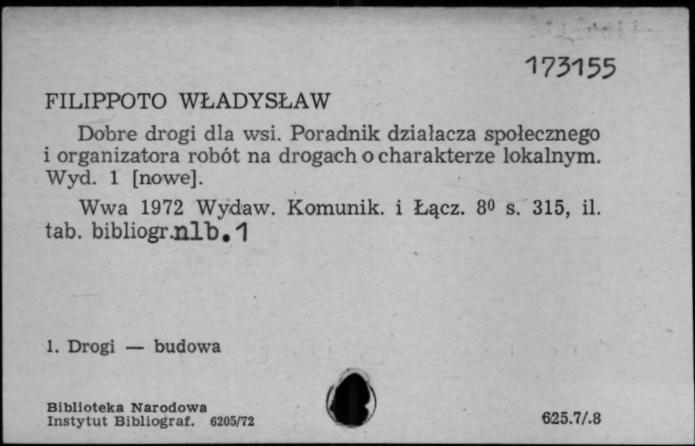 173155
FILIPPOTO WŁADYSŁAW
Dobre drogi dla wsi. Poradnik działacza społecznego
i organizatora robót na drogach o charakterze lokalnym.
Wyd. 1 [nowe].
Wwa 1972 Wydaw. Komunik. i Łącz. 8⁰ s. 315, il.
tab. bibliogr.nlb.1
1. Drogi — budowa
Biblioteka Narodowa
Instytut Bibliograf. 6205/72
625.7/.8